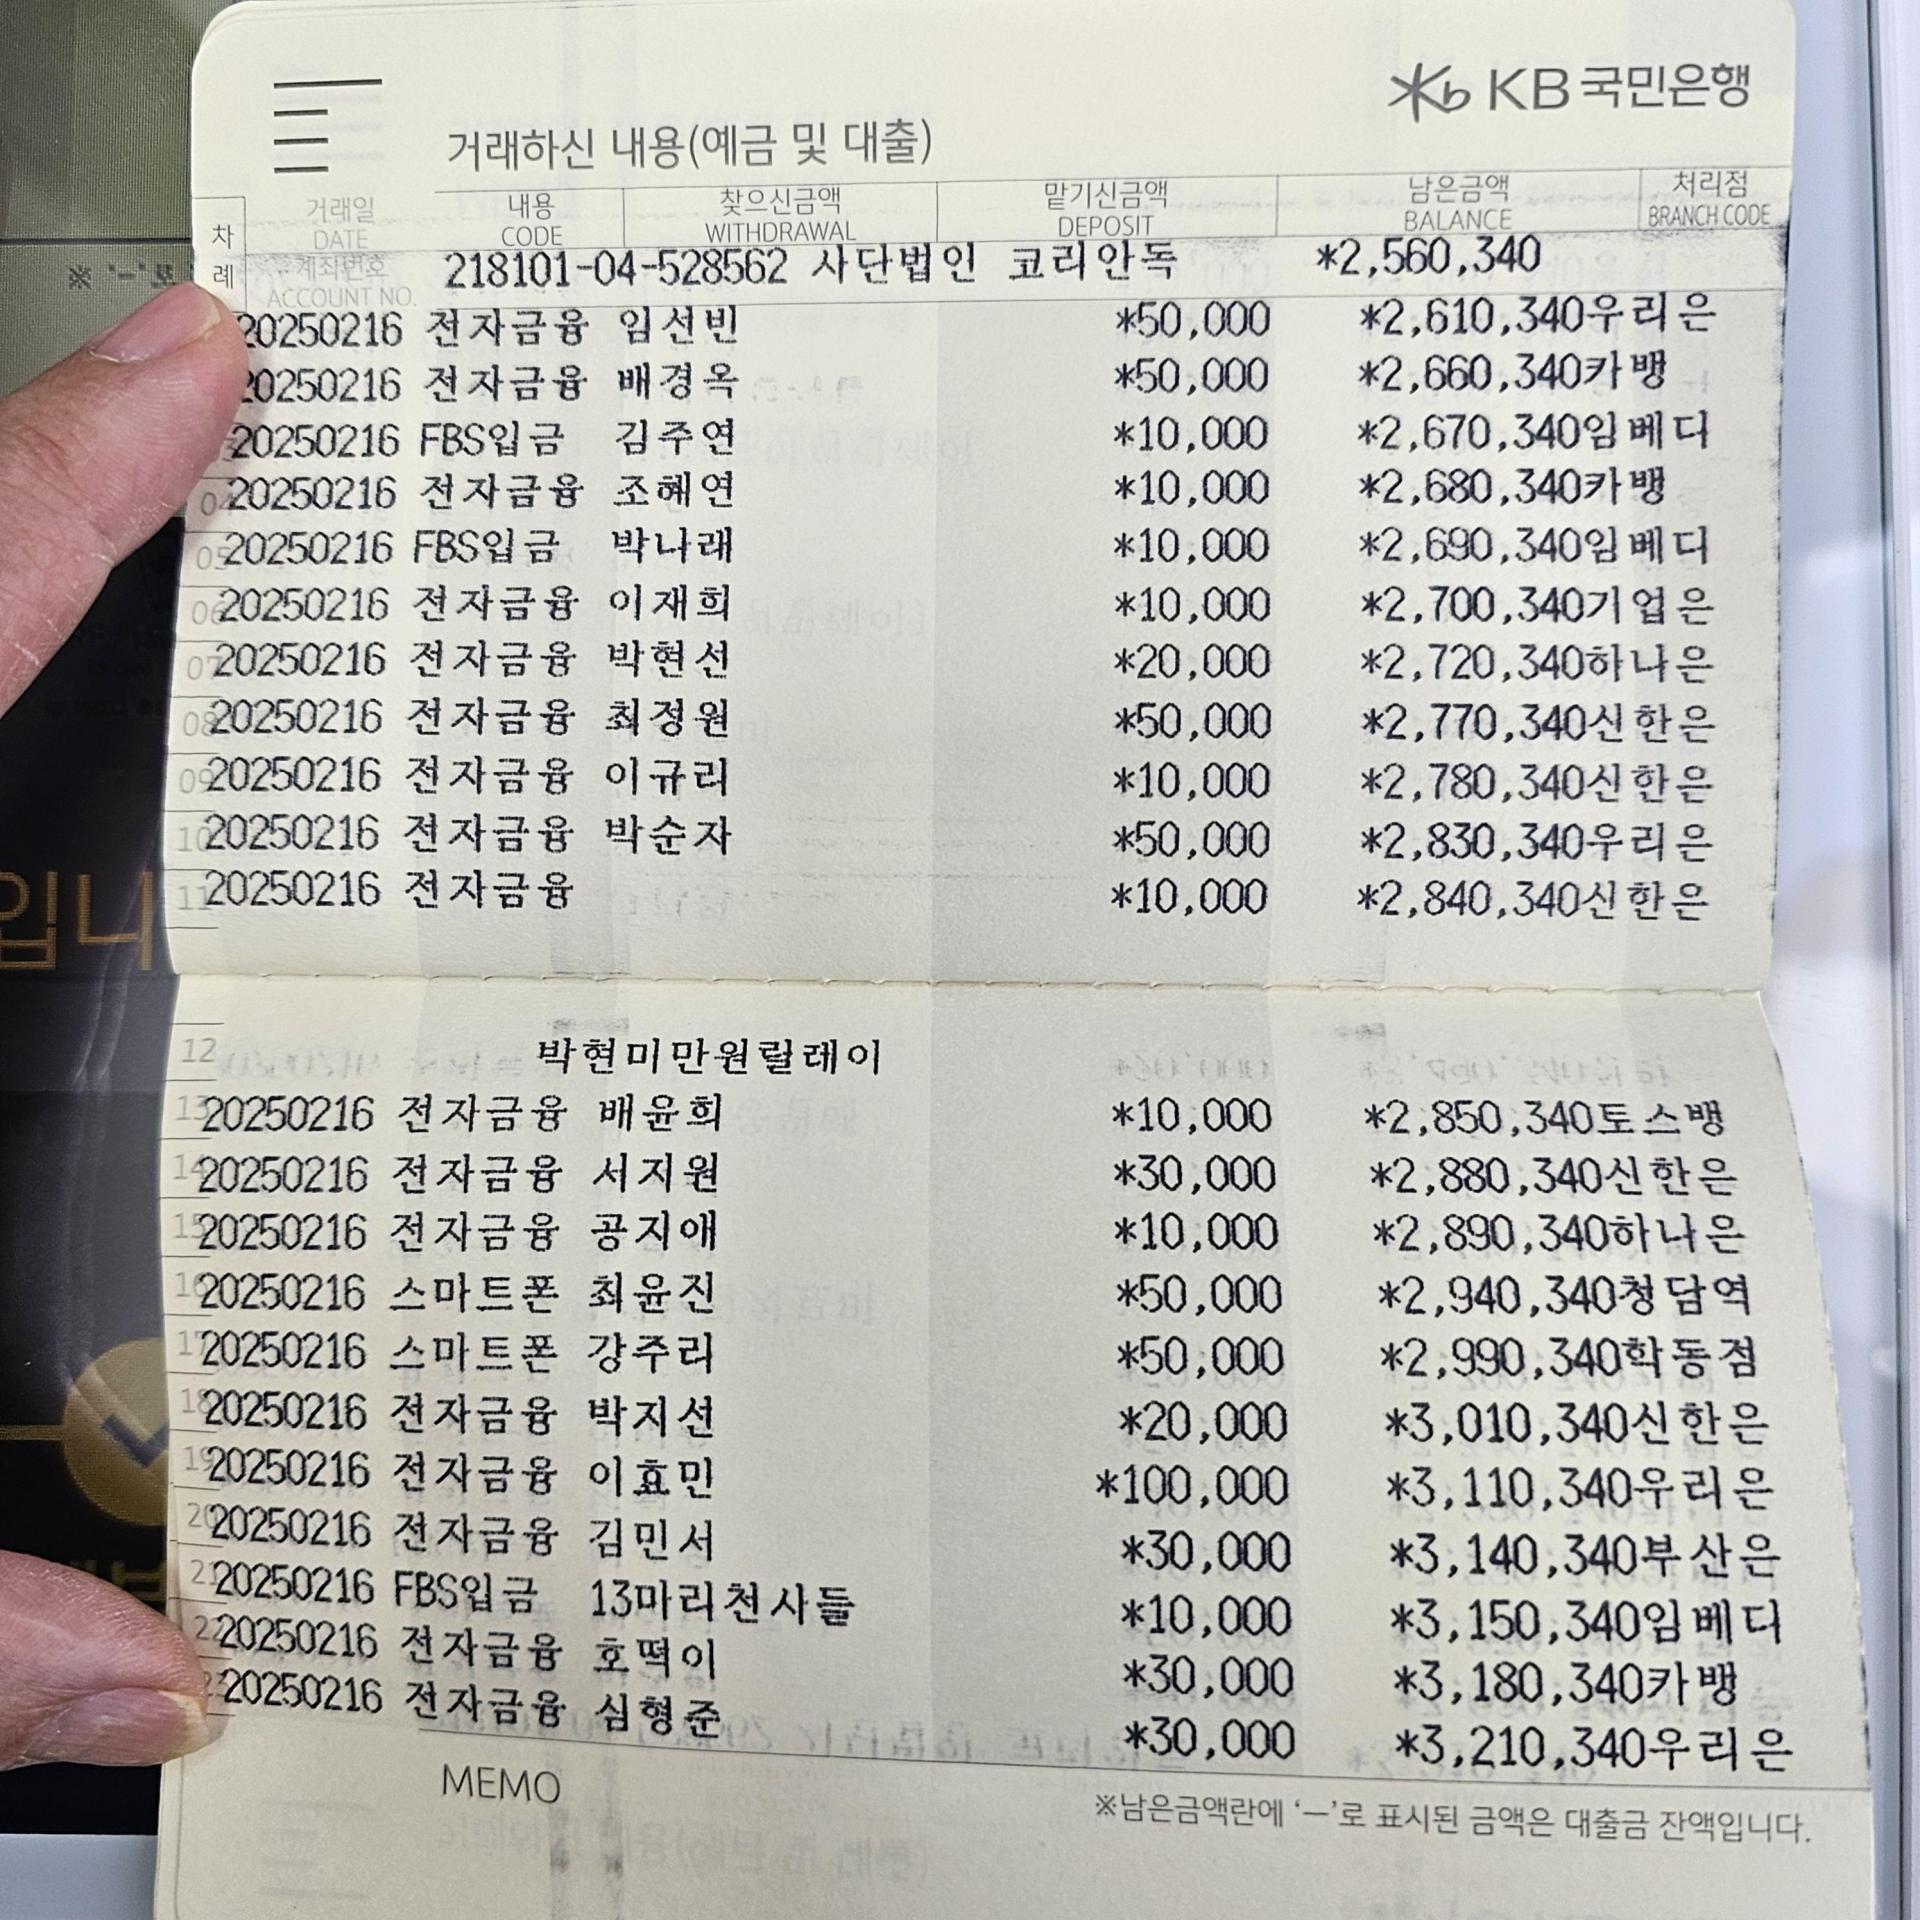 KB 국민은행
거래하신 내용(예금 및 대출)
차례 거래일 DATE 내용 CODE 찾으신금액 WITHDRAWAL 맡기신금액 DEPOSIT 남은금액 BALANCE 처리점 BRANCH CODE
계좌번호 ACCOUNT NO. 218101-04-528562 사단법인 코리안독 *2,560,340
20250216 전자금융 임선빈 *50,000 *2,610,340우리은
20250216 전자금융 배경옥 *50,000 *2,660,340카뱅
20250216 FBS입금 김주연 *10,000 *2,670,340임베디
04 20250216 전자금융 조혜연 *10,000 *2,680,340카뱅
05 20250216 FBS입금 박나래 *10,000 *2,690,340임베디
06 20250216 전자금융 이재희 *10,000 *2,700,340기업은
07 20250216 전자금융 박현선 *20,000 *2,720,340하나은
08 20250216 전자금융 최정원 *50,000 *2,770,340신한은
09 20250216 전자금융 이규리 *10,000 *2,780,340신한은
10 20250216 전자금융 박순자 *50,000 *2,830,340우리은
11 20250216 전자금융 *10,000 *2,840,340신한은
12 박현미만원릴레이
13 20250216 전자금융 배윤희 *10,000 *2,850,340토스뱅
14 20250216 전자금융 서지원 *30,000 *2,880,340신한은
15 20250216 전자금융 공지애 *10,000 *2,890,340하나은
16 20250216 스마트폰 최윤진 *50,000 *2,940,340청담역
17 20250216 스마트폰 강주리 *50,000 *2,990,340학동점
18 20250216 전자금융 박지선 *20,000 *3,010,340신한은
19 20250216 전자금융 이효민 *100,000 *3,110,340우리은
20 20250216 전자금융 김민서 *30,000 *3,140,340부산은
21 20250216 FBS입금 13마리천사들 *10,000 *3,150,340임베디
22 20250216 전자금융 호떡이 *30,000 *3,180,340카뱅
20250216 전자금융 심형준 *30,000 *3,210,340우리은
MEMO
※남은금액란에 ‘-’로 표시된 금액은 대출금 잔액입니다.
입니